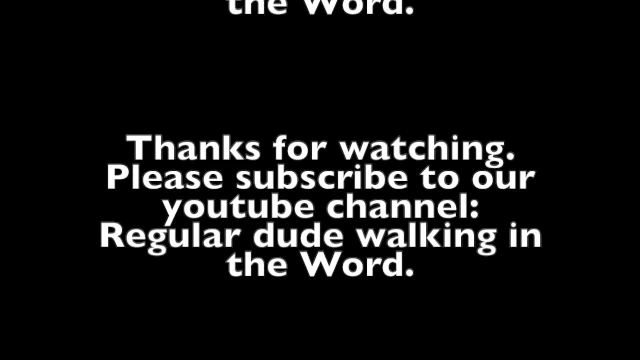 the Word.
Thanks for watching.
Please subscribe to our
youtube channel:
Regular dude walking in
the Word.